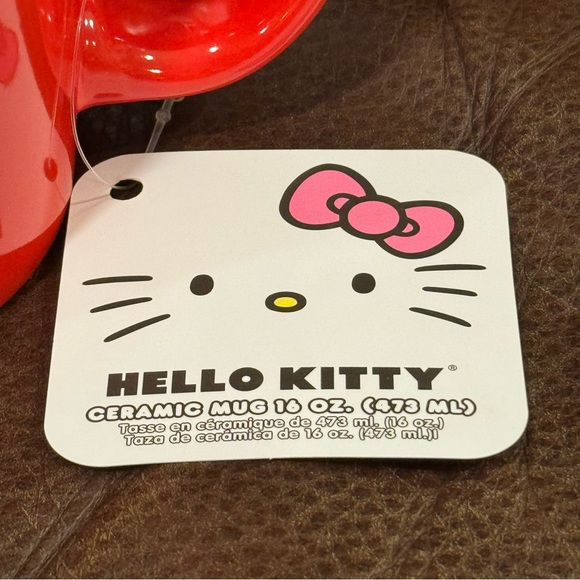 HELLO KITTY®
CERAMIC MUG 16 OZ. (473 ML)
Tasse en céramique de 473 ml. (16 oz.)
Taza de cerámica de 16 oz. (473 ml.)l